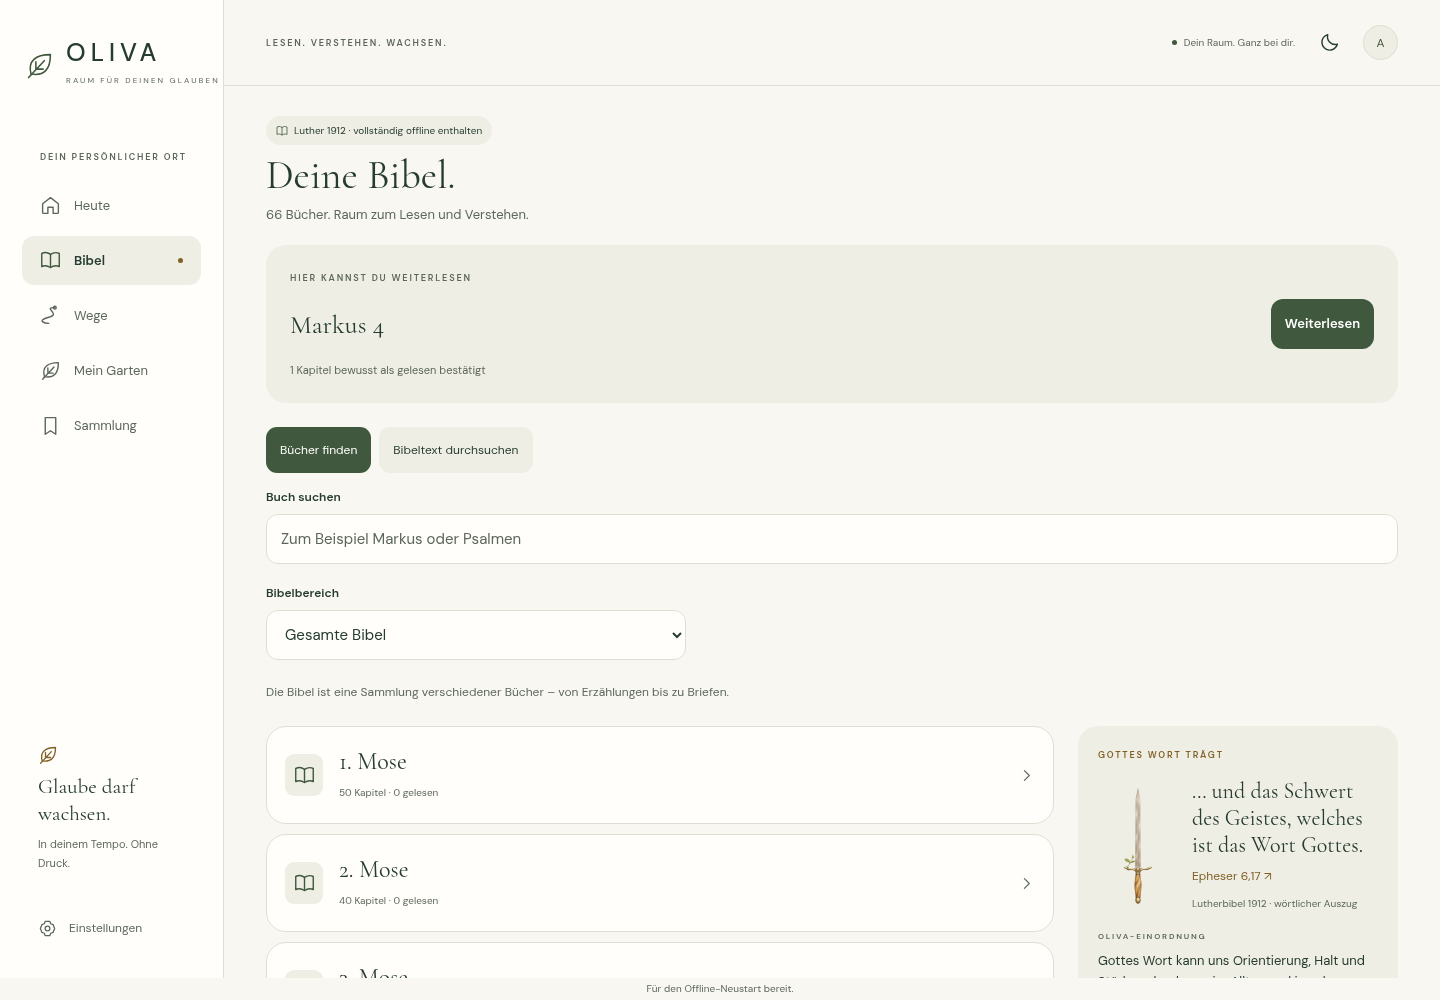 OLIVA
RAUM FÜR DEINEN GLAUBEN
DEIN PERSÖNLICHER ORT
Heute
Bibel
Wege
Mein Garten
Sammlung
Glaube darf
wachsen.
In deinem Tempo. Ohne
Druck.
Einstellungen
LESEN. VERSTEHEN. WACHSEN.
Dein Raum. Ganz bei dir.
A
Luther 1912 · vollständig offline enthalten
Deine Bibel.
66 Bücher. Raum zum Lesen und Verstehen.
HIER KANNST DU WEITERLESEN
Markus 4
Weiterlesen
1 Kapitel bewusst als gelesen bestätigt
Bücher finden
Bibeltext durchsuchen
Buch suchen
Zum Beispiel Markus oder Psalmen
Bibelbereich
Gesamte Bibel
Die Bibel ist eine Sammlung verschiedener Bücher – von Erzählungen bis zu Briefen.
1. Mose
50 Kapitel · 0 gelesen
2. Mose
40 Kapitel · 0 gelesen
3. Mose
GOTTES WORT TRÄGT
... und das Schwert
des Geistes, welches
ist das Wort Gottes.
Epheser 6,17
Lutherbibel 1912 · wörtlicher Auszug
OLIVA-EINORDNUNG
Gottes Wort kann uns Orientierung, Halt und
Für den Offline-Neustart bereit.